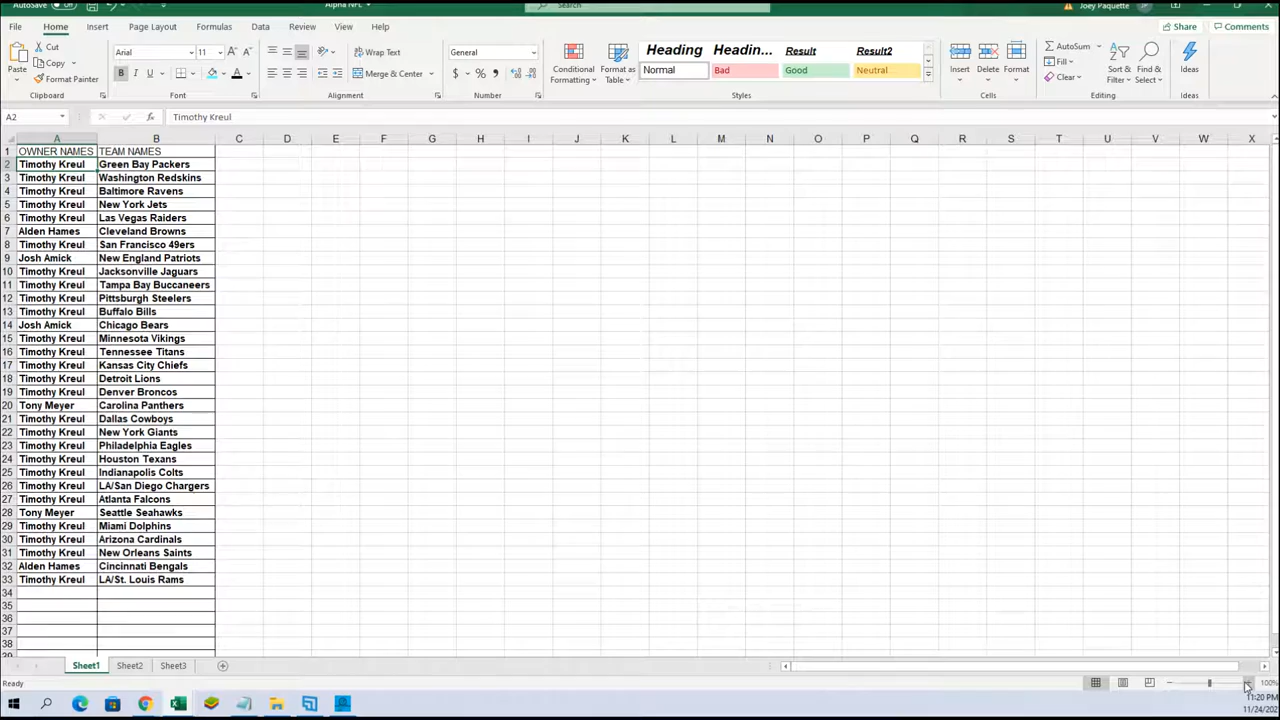 AutoSave Alpha NFL Search Joey Paquette JP
File Home Insert Page Layout Formulas Data Review View Help Share Comments
Paste Cut Copy Format Painter Clipboard
Arial 11 A A B I U A Font
Wrap Text Merge & Center Alignment
General $ % Number
Conditional Formatting Format as Table Heading Headin... Result Result2
Normal Bad Good Neutral Styles
Insert Delete Format Cells
AutoSum Fill Clear Sort & Filter Find & Select Editing Ideas Ideas
A2 fx Timothy Kreul
A B C D E F G H I J K L M N O P Q R S T U V W X
1 OWNER NAMES TEAM NAMES
2 Timothy Kreul Green Bay Packers
3 Timothy Kreul Washington Redskins
4 Timothy Kreul Baltimore Ravens
5 Timothy Kreul New York Jets
6 Timothy Kreul Las Vegas Raiders
7 Alden Hames Cleveland Browns
8 Timothy Kreul San Francisco 49ers
9 Josh Amick New England Patriots
10 Timothy Kreul Jacksonville Jaguars
11 Timothy Kreul Tampa Bay Buccaneers
12 Timothy Kreul Pittsburgh Steelers
13 Timothy Kreul Buffalo Bills
14 Josh Amick Chicago Bears
15 Timothy Kreul Minnesota Vikings
16 Timothy Kreul Tennessee Titans
17 Timothy Kreul Kansas City Chiefs
18 Timothy Kreul Detroit Lions
19 Timothy Kreul Denver Broncos
20 Tony Meyer Carolina Panthers
21 Timothy Kreul Dallas Cowboys
22 Timothy Kreul New York Giants
23 Timothy Kreul Philadelphia Eagles
24 Timothy Kreul Houston Texans
25 Timothy Kreul Indianapolis Colts
26 Timothy Kreul LA/San Diego Chargers
27 Timothy Kreul Atlanta Falcons
28 Tony Meyer Seattle Seahawks
29 Timothy Kreul Miami Dolphins
30 Timothy Kreul Arizona Cardinals
31 Timothy Kreul New Orleans Saints
32 Alden Hames Cincinnati Bengals
33 Timothy Kreul LA/St. Louis Rams
34
35
36
37
38
39
Sheet1 Sheet2 Sheet3
Ready 100%
11:20 PM
11/24/202